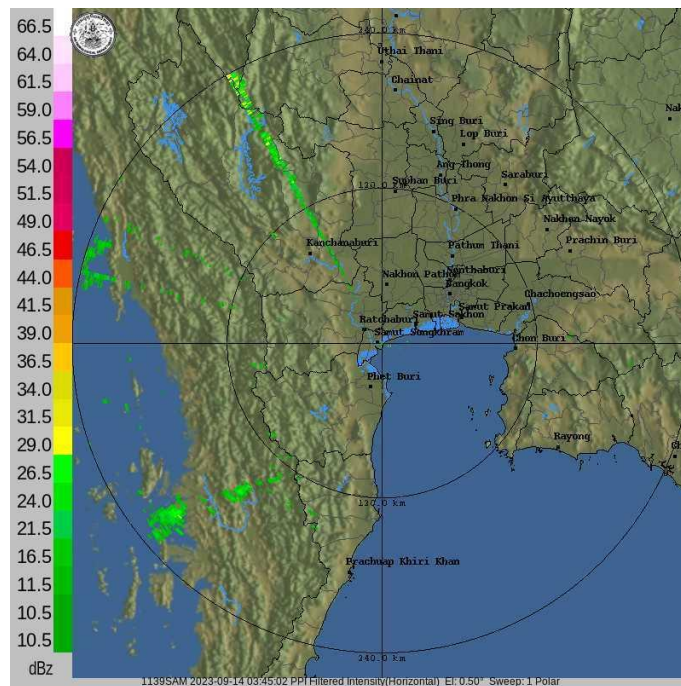 66.5
64.0
61.5
59.0
56.5
54.0
51.5
49.0
46.5
44.0
41.5
39.0
36.5
34.0
31.5
29.0
26.5
24.0
21.5
16.5
11.5
10.5
10.5
dBz
240.0 km
Uthai Thani
Chainat
Nak
Sing Buri
Lop Buri
Ang Thong
Saraburi
Suphan Buri
120.0 km
Phra Nakhon Si Ayutthaya
Nakhon Nayok
Kanchanaburi
Pathum Thani
Prachin Buri
Nakhon Pathom
Nonthaburi
Bangkok
Chachoengsao
Samut Prakan
Samut Sakhon
Ratchaburi
Samut Songkhram
Chon Buri
Phet Buri
Rayong
Ch
120.0 km
Prachuap Khiri Khan
240.0 km
1139SAM 2023-09-14 03:45:02 PPI Filtered Intensity(Horizontal) El: 0.50° Sweep: 1 Polar